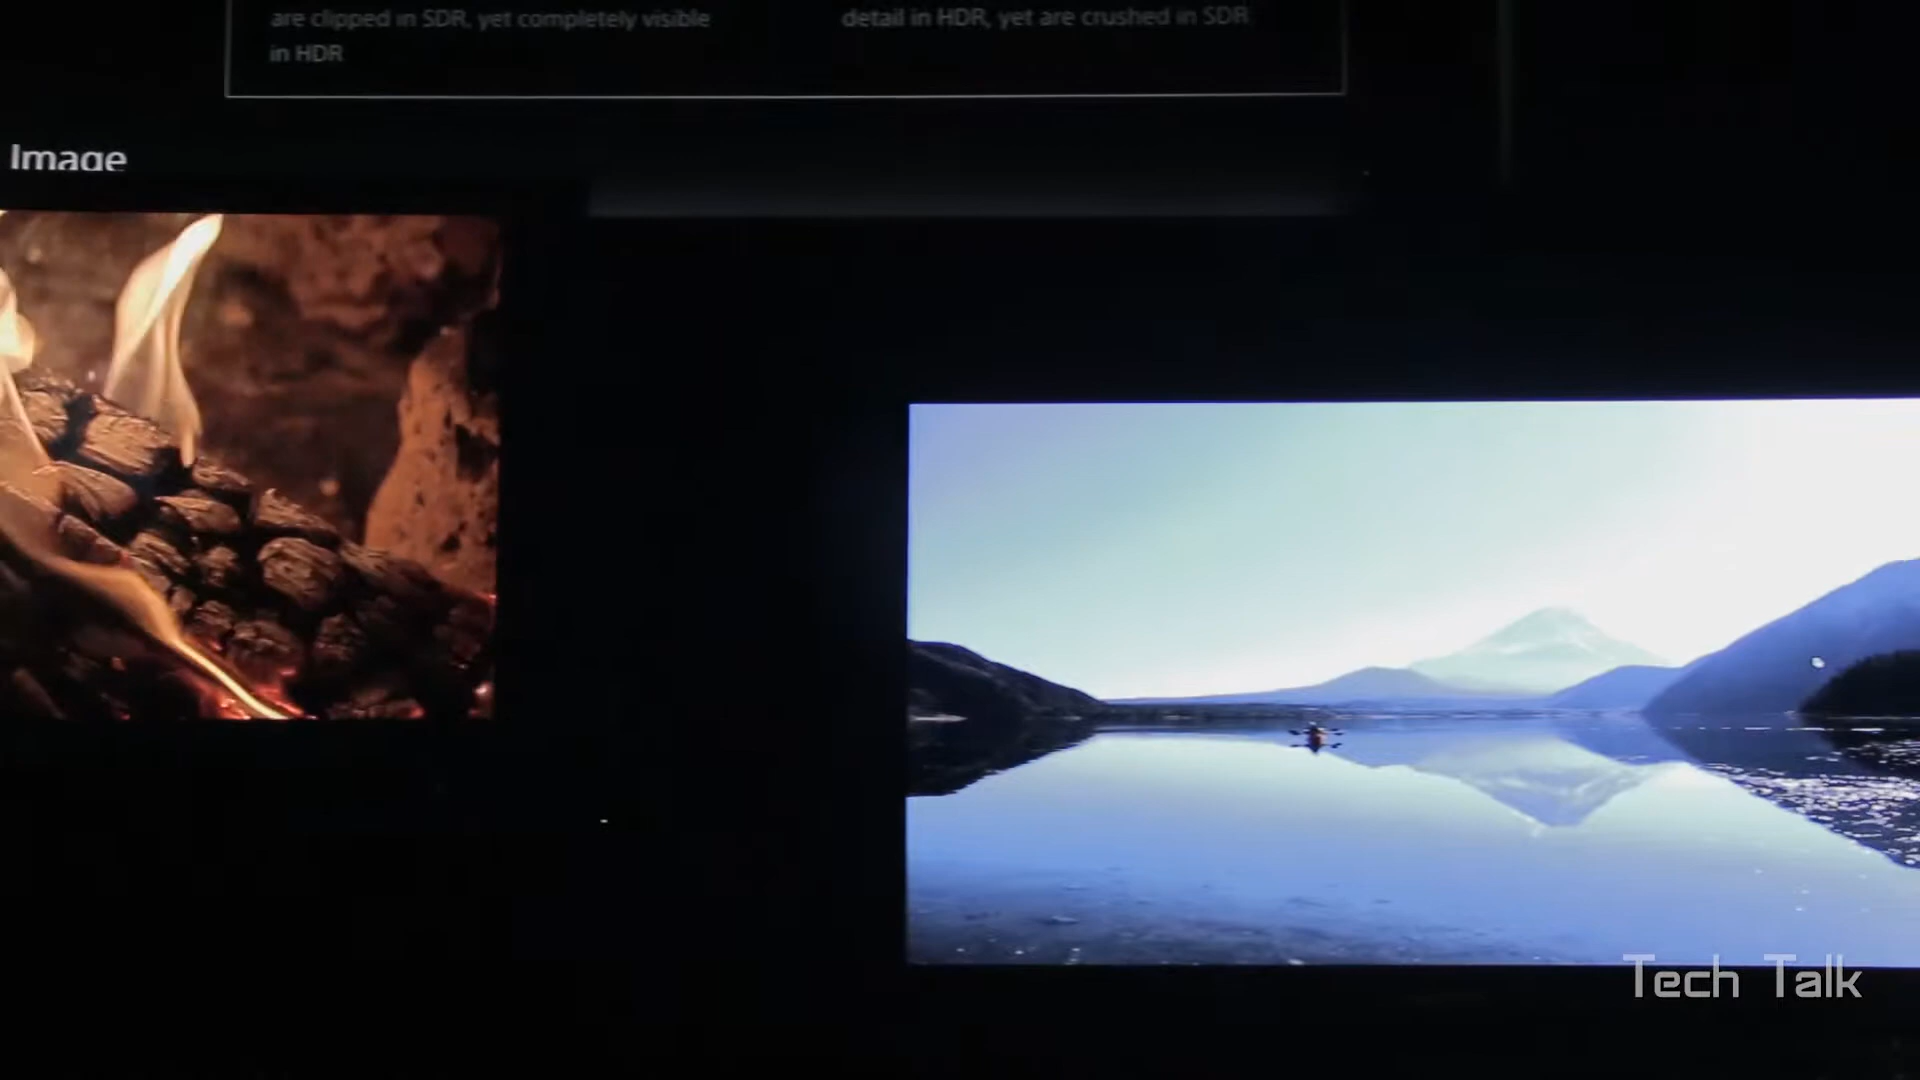 are clipped in SDR, yet completely visible
in HDR
detail in HDR, yet are crushed in SDR
Image
Tech Talk